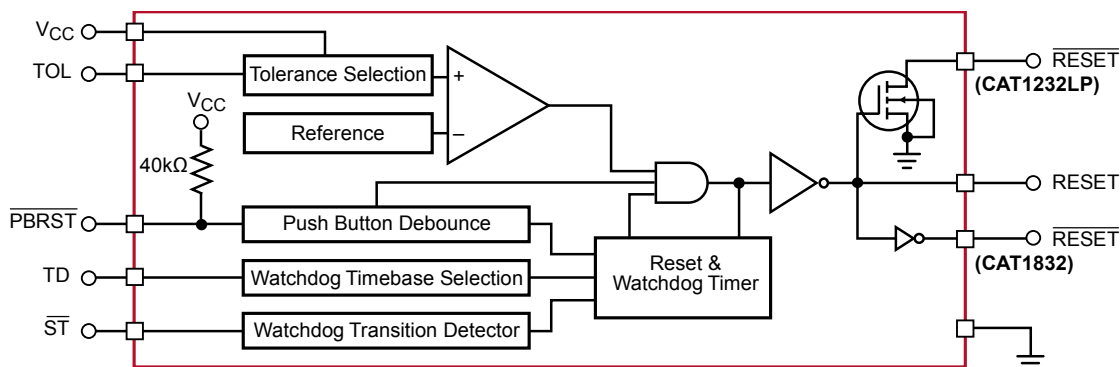 VCC
TOL
Tolerance Selection
+
Reference
–
VCC
40kΩ
PBRST
Push Button Debounce
TD
Watchdog Timebase Selection
ST
Watchdog Transition Detector
Reset &
Watchdog Timer
RESET
(CAT1232LP)
RESET
RESET
(CAT1832)